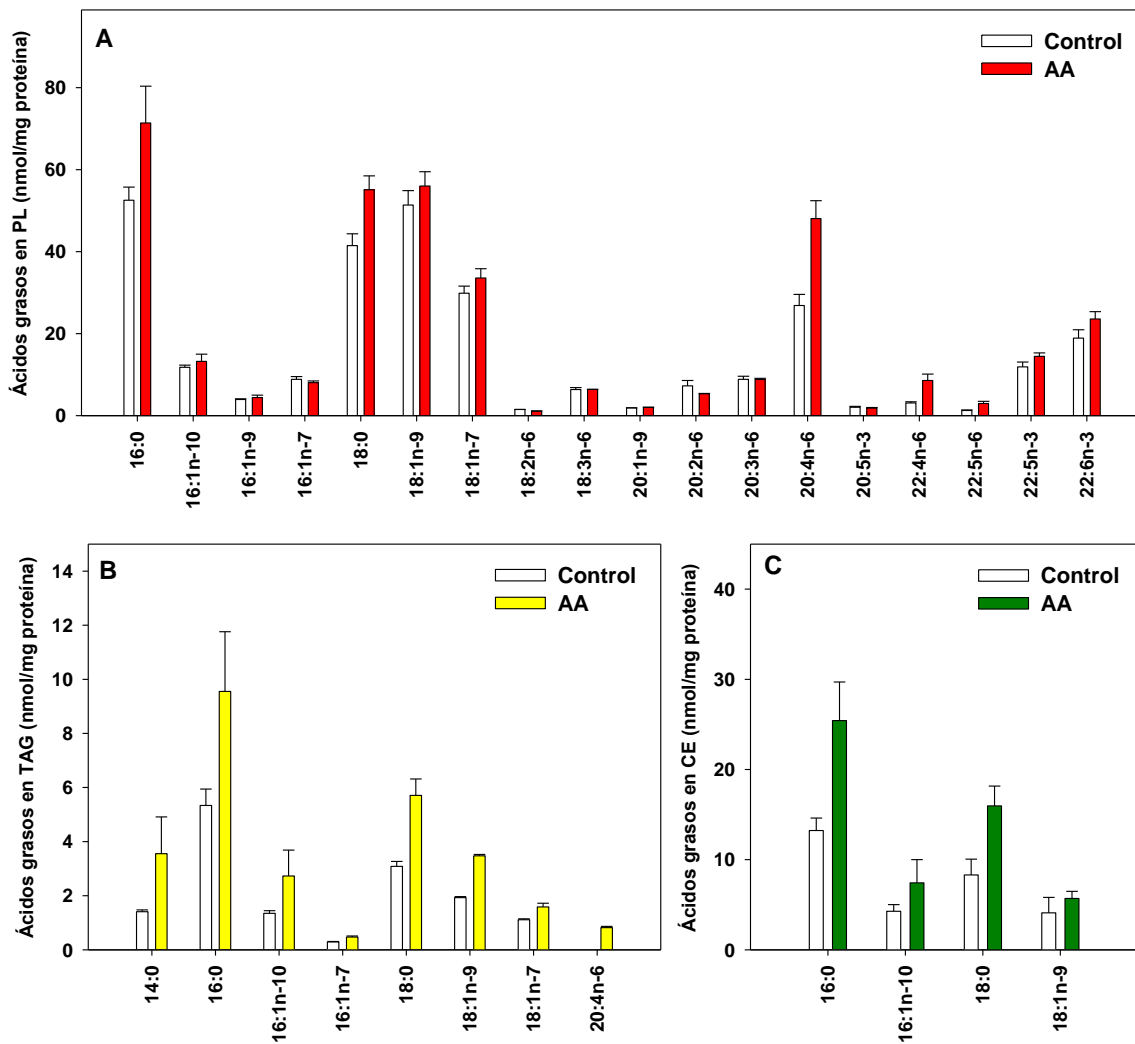 A
Control
AA
Ácidos grasos en PL (nmol/mg proteína)
80
60
40
20
0
16:0
16:1n-10
16:1n-9
16:1n-7
18:0
18:1n-9
18:1n-7
18:2n-6
18:3n-6
20:1n-9
20:2n-6
20:3n-6
20:4n-6
20:5n-3
22:4n-6
22:5n-6
22:5n-3
22:6n-3
B
Control
AA
Ácidos grasos en TAG (nmol/mg proteína)
14
12
10
8
6
4
2
0
14:0
16:0
16:1n-10
16:1n-7
18:0
18:1n-9
18:1n-7
20:4n-6
C
Control
AA
Ácidos grasos en CE (nmol/mg proteína)
40
30
20
10
0
16:0
16:1n-10
18:0
18:1n-9